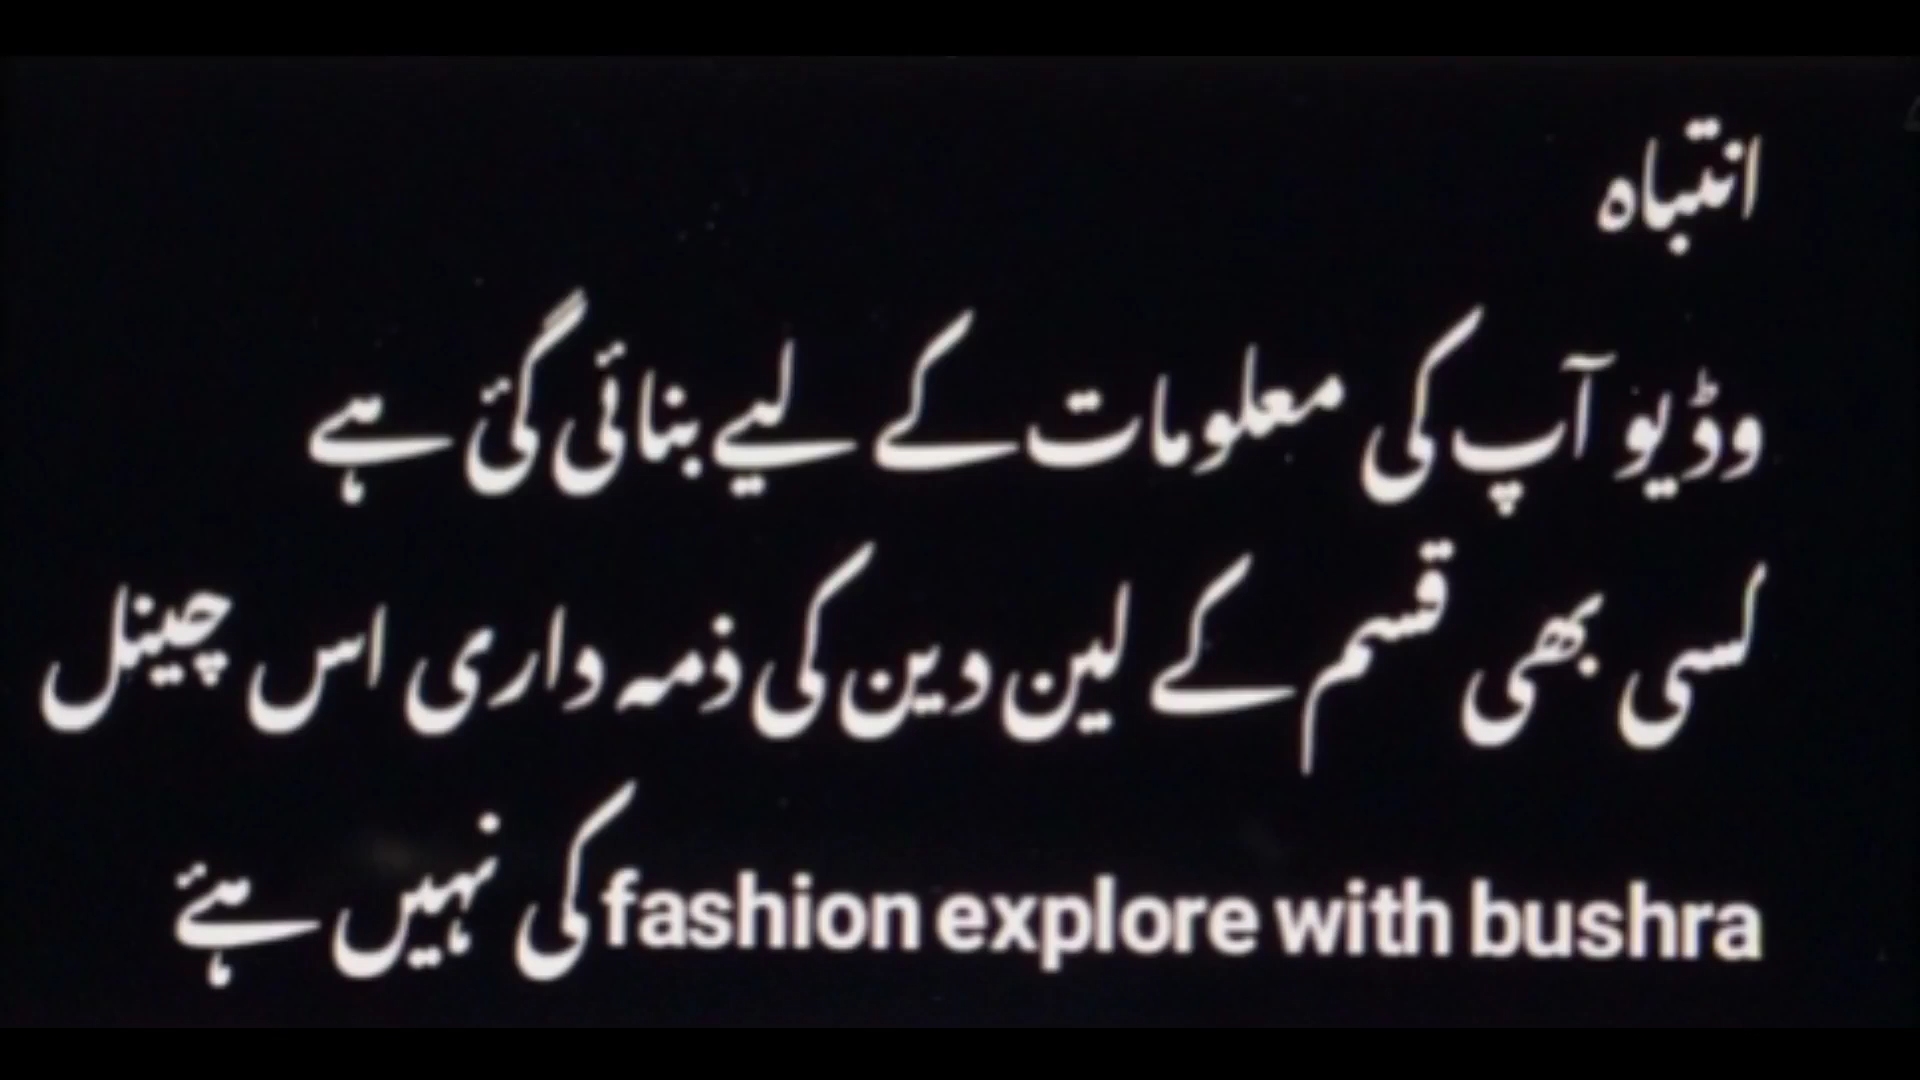 انتباہ
وڈیو آپ کی معلومات کے لیے بنائی گئ ہے
کسی بھی قسم کے لین دین کی ذمہ داری اس چینل
fashion explore with bushra کی نہیں ہئے